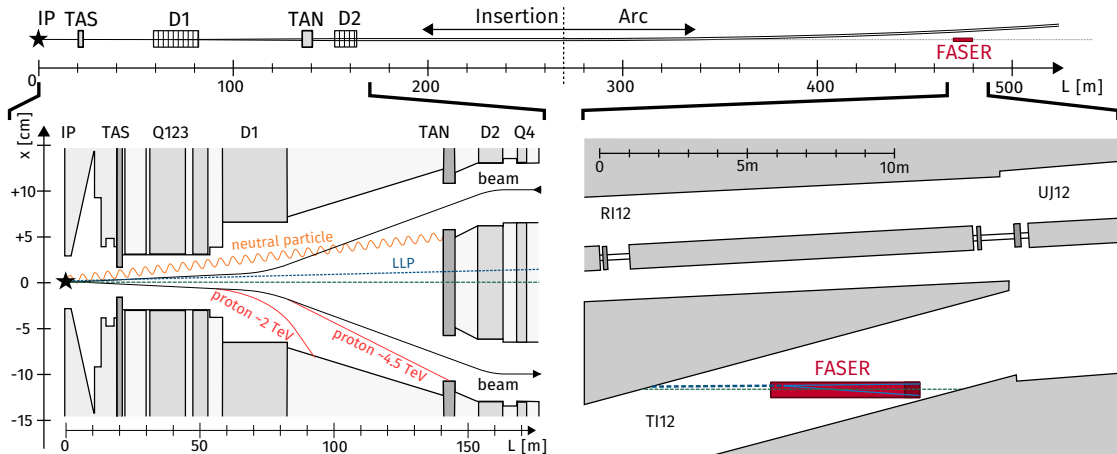 IP TAS D1 TAN D2 Insertion Arc
FASER
0 100 200 300 400 500 L [m]
x [cm]
IP TAS Q123 D1 TAN D2 Q4
+10
+5
0
-5
-10
-15
beam
neutral particle
LLP
proton ~2 TeV
proton ~4.5 TeV
beam
0 50 100 150 L [m]
0 5m 10m
RI12
UJ12
FASER
TI12